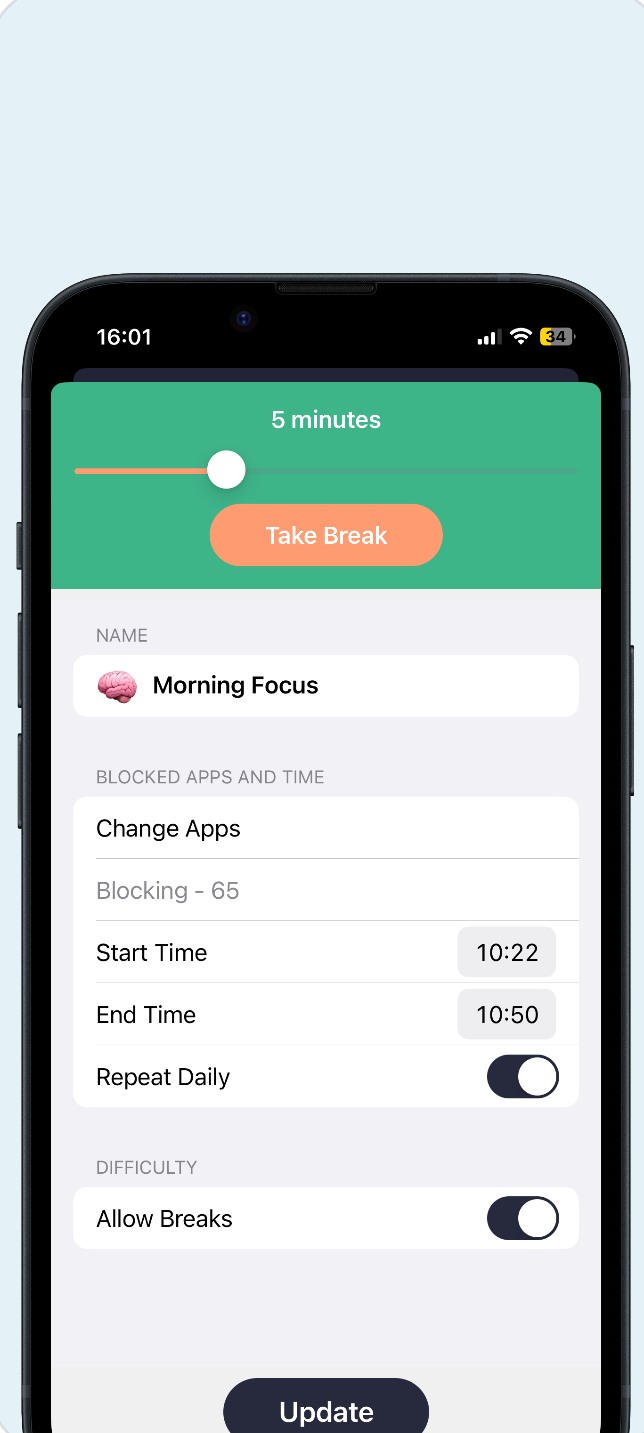 16:01
34
5 minutes
Take Break
NAME
Morning Focus
BLOCKED APPS AND TIME
Change Apps
Blocking - 65
Start Time
10:22
End Time
10:50
Repeat Daily
DIFFICULTY
Allow Breaks
Update